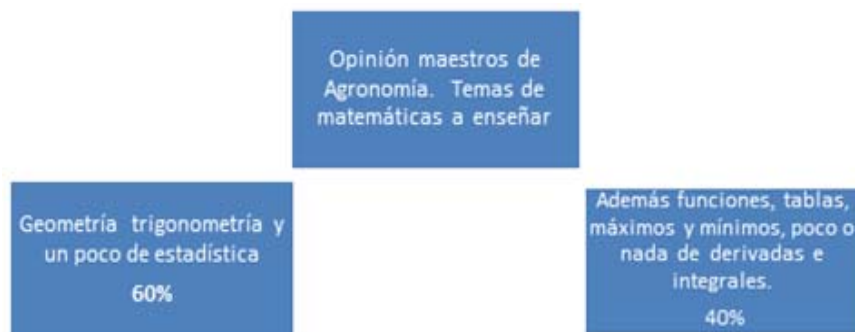 Opinión maestros de
Agronomía. Temas de
matemáticas a enseñar
Geometría trigonometría y
un poco de estadística
60%
Además funciones, tablas,
máximos y mínimos, poco o
nada de derivadas e
integrales.
40%